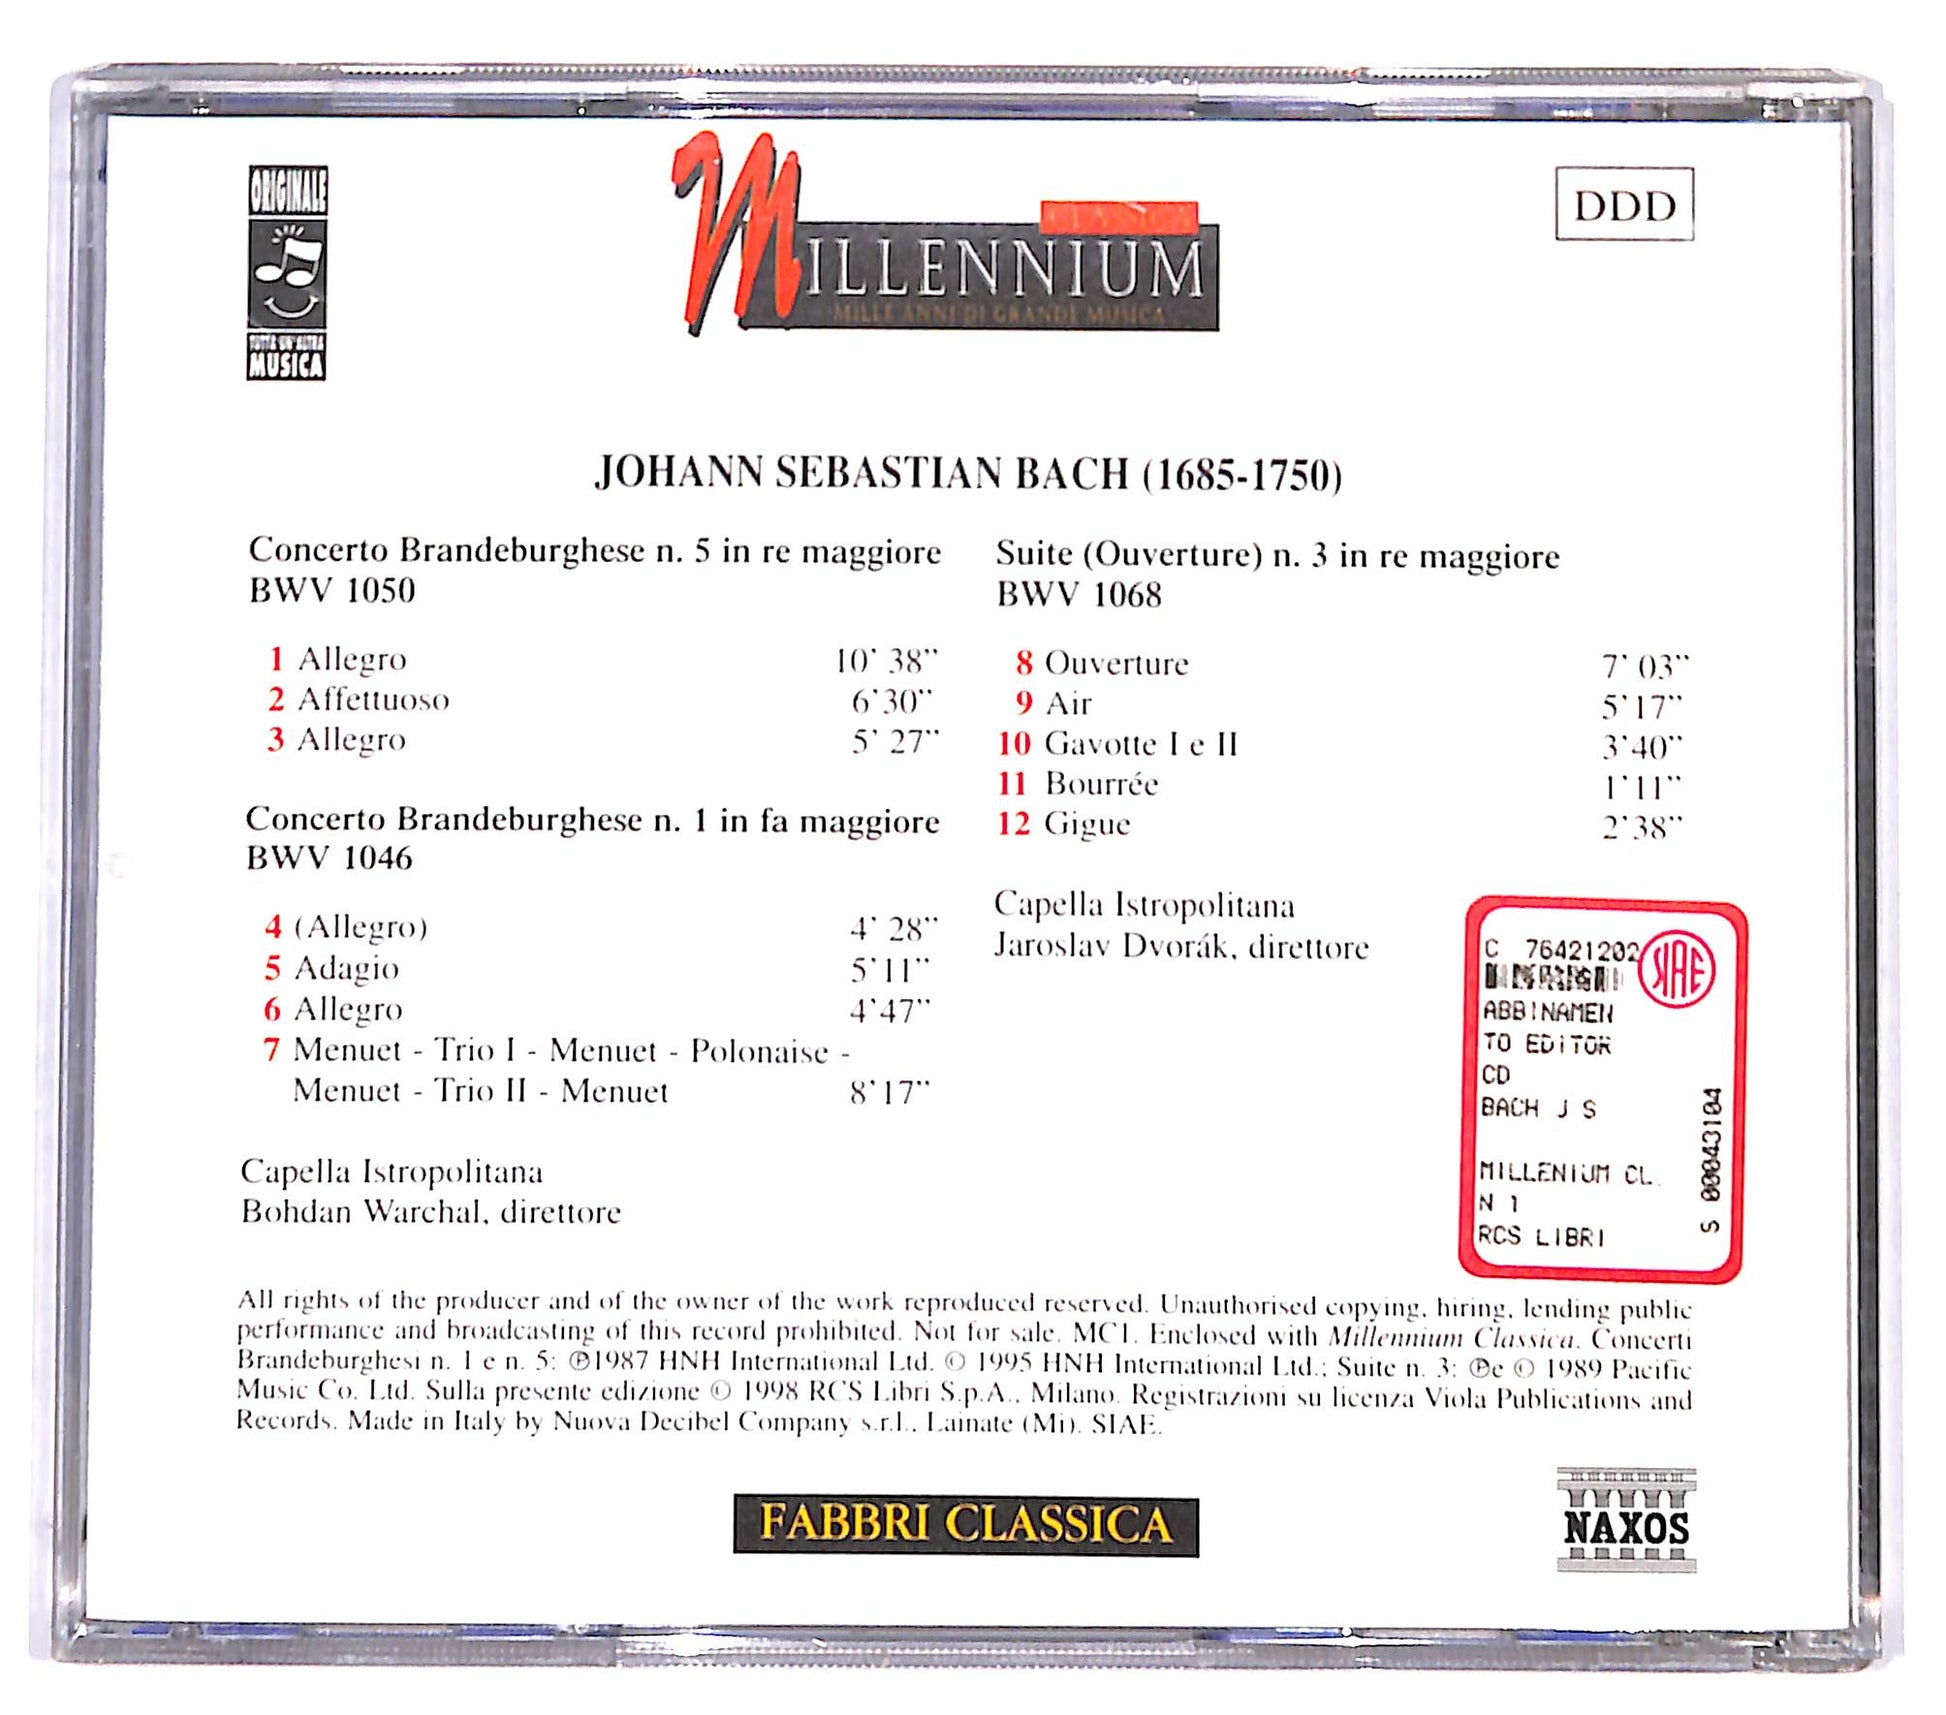 ORIGINALE
TUTTA UN'ALTRA
MUSICA
CLASSICA
MILLENNIUM
MILLE ANNI DI GRANDE MUSICA
DDD
JOHANN SEBASTIAN BACH (1685-1750)
Concerto Brandeburghese n. 5 in re maggiore
BWV 1050
1 Allegro 10' 38''
2 Affettuoso 6'30''
3 Allegro 5' 27''
Concerto Brandeburghese n. 1 in fa maggiore
BWV 1046
4 (Allegro) 4' 28''
5 Adagio 5'11''
6 Allegro 4'47''
7 Menuet - Trio I - Menuet - Polonaise -
Menuet - Trio II - Menuet 8'17''
Capella Istropolitana
Bohdan Warchal, direttore
Suite (Ouverture) n. 3 in re maggiore
BWV 1068
8 Ouverture 7' 03''
9 Air 5'17''
10 Gavotte I e II 3'40''
11 Bourrée 1'11''
12 Gigue 2'38''
Capella Istropolitana
Jaroslav Dvorák, direttore
C 76421202
SIAE
ABBINAMEN
TO EDITOR
CD
BACH J S
MILLENIUM CL.
N 1
RCS LIBRI
S 00043104
All rights of the producer and of the owner of the work reproduced reserved. Unauthorised copying, hiring, lending public
performance and broadcasting of this record prohibited. Not for sale. MC1. Enclosed with Millennium Classica. Concerti
Brandeburghesi n. 1 e n. 5: ℗1987 HNH International Ltd. © 1995 HNH International Ltd.; Suite n. 3: ℗e © 1989 Pacific
Music Co. Ltd. Sulla presente edizione © 1998 RCS Libri S.p.A., Milano. Registrazioni su licenza Viola Publications and
Records. Made in Italy by Nuova Decibel Company s.r.l., Lainate (Mi). SIAE.
FABBRI CLASSICA
NAXOS